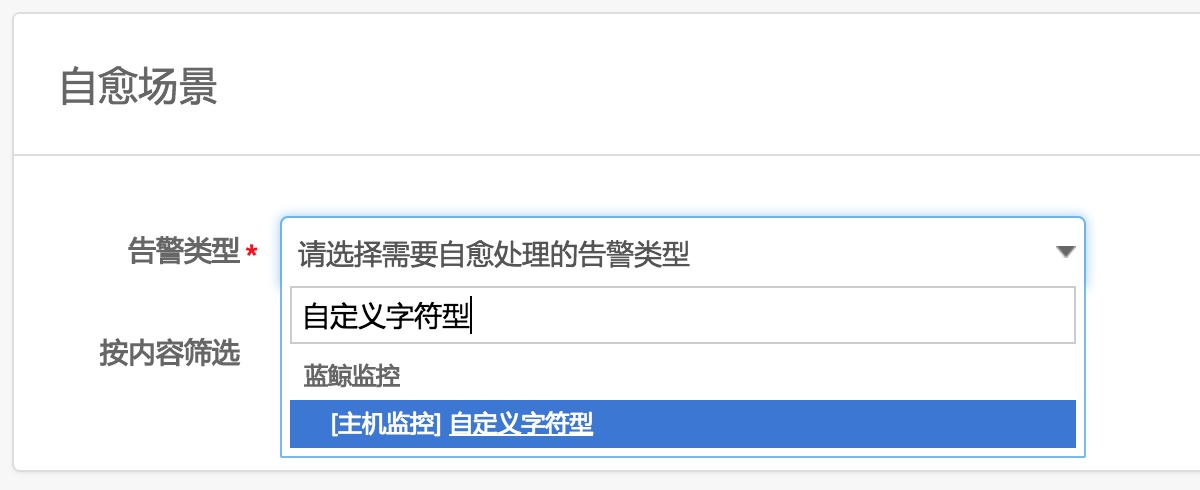 自愈场景
告警类型*
请选择需要自愈处理的告警类型
自定义字符型
按内容筛选
蓝鲸监控
[主机监控] 自定义字符型